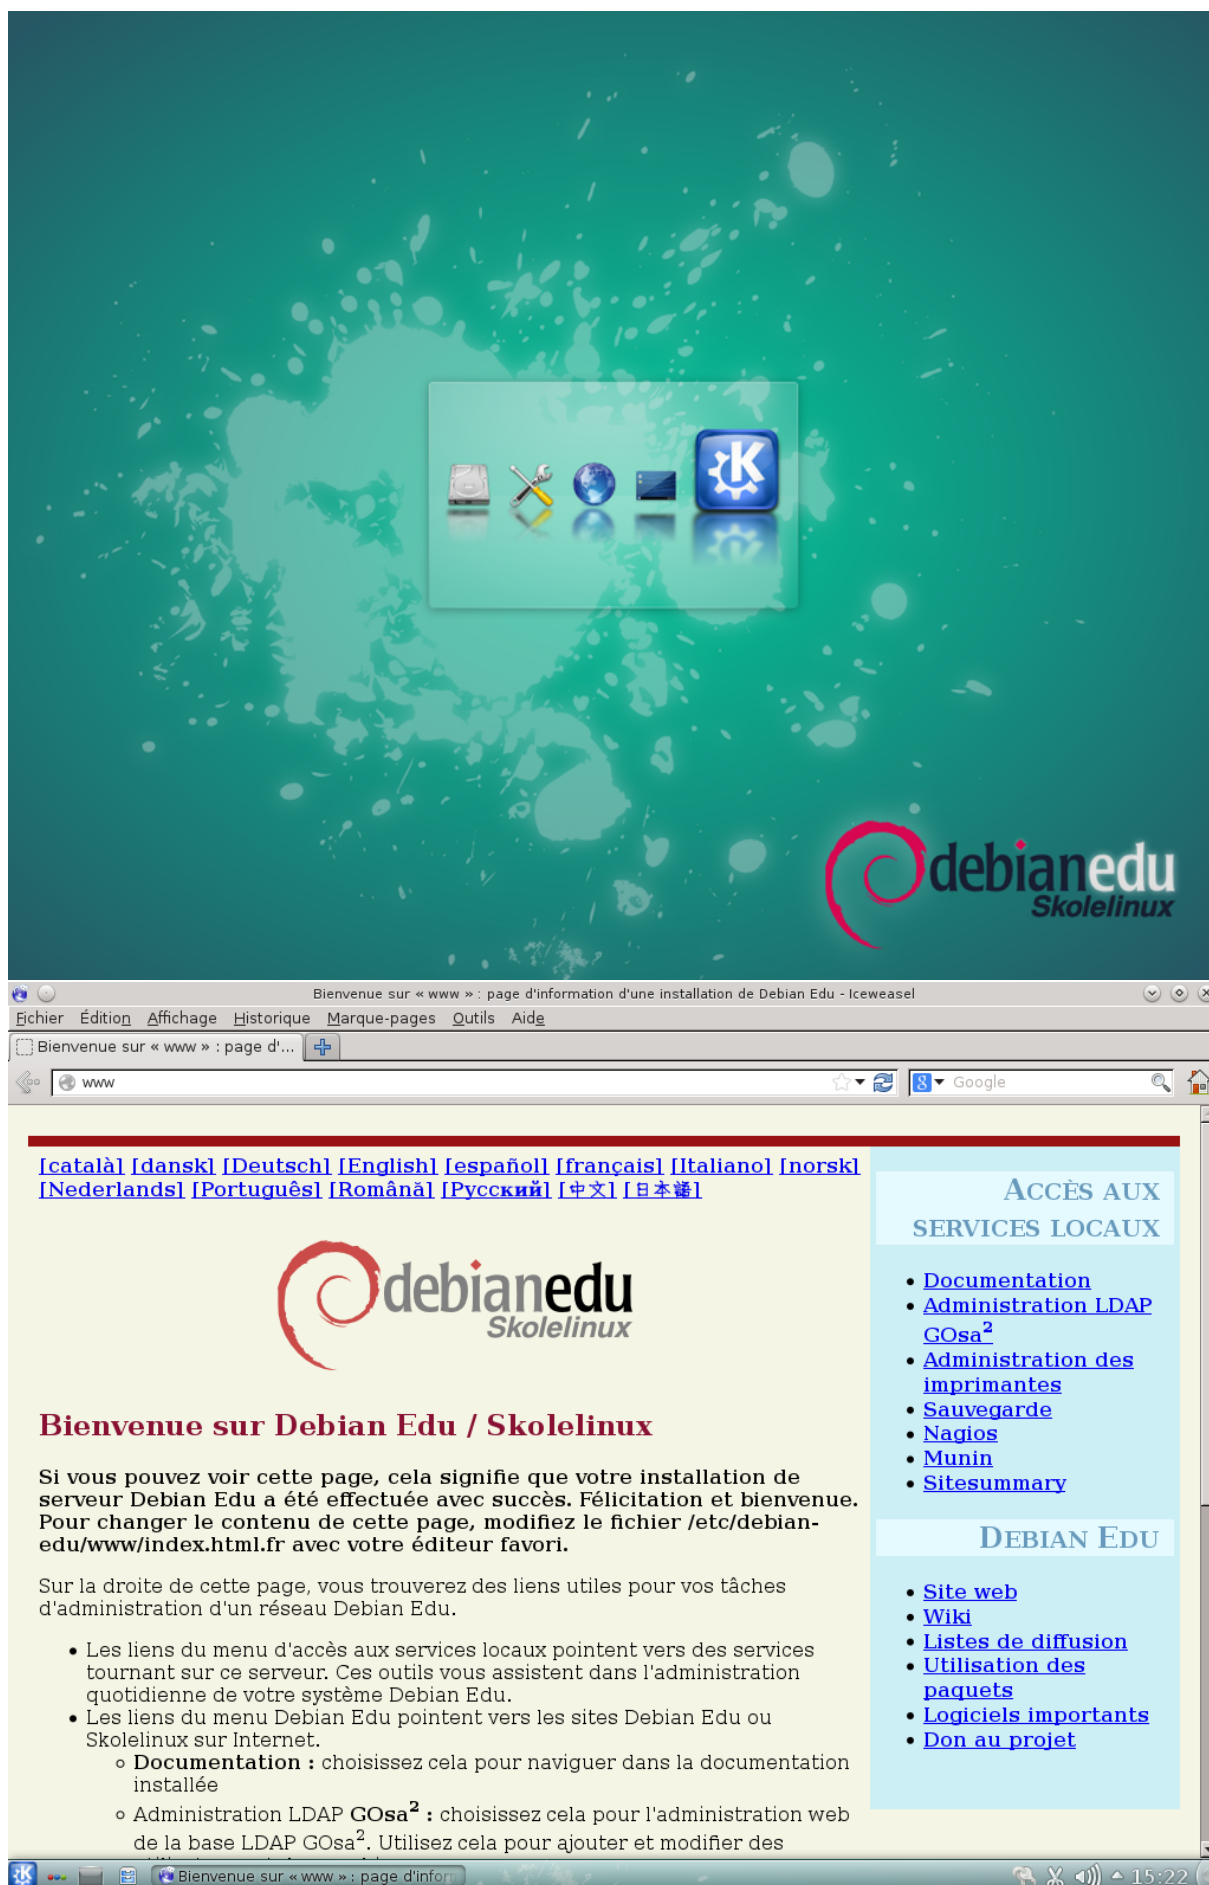 debianedu
Skolelinux
Bienvenue sur « www » : page d'information d'une installation de Debian Edu - Iceweasel
Fichier Édition Affichage Historique Marque-pages Outils Aide
Bienvenue sur « www » : page d'...
www
Google
[català] [dansk] [Deutsch] [English] [español] [français] [Italiano] [norsk]
[Nederlands] [Português] [Română] [Русский] [中文] [日本語]
debianedu
Skolelinux
Bienvenue sur Debian Edu / Skolelinux
Si vous pouvez voir cette page, cela signifie que votre installation de
serveur Debian Edu a été effectuée avec succès. Félicitation et bienvenue.
Pour changer le contenu de cette page, modifiez le fichier /etc/debian-
edu/www/index.html.fr avec votre éditeur favori.
Sur la droite de cette page, vous trouverez des liens utiles pour vos tâches
d'administration d'un réseau Debian Edu.
• Les liens du menu d'accès aux services locaux pointent vers des services
tournant sur ce serveur. Ces outils vous assistent dans l'administration
quotidienne de votre système Debian Edu.
• Les liens du menu Debian Edu pointent vers les sites Debian Edu ou
Skolelinux sur Internet.
◦ Documentation : choisissez cela pour naviguer dans la documentation
installée
◦ Administration LDAP GOsa² : choisissez cela pour l'administration web
de la base LDAP GOsa². Utilisez cela pour ajouter et modifier des
Accès aux
services locaux
• Documentation
• Administration LDAP
GOsa²
• Administration des
imprimantes
• Sauvegarde
• Nagios
• Munin
• Sitesummary
Debian Edu
• Site web
• Wiki
• Listes de diffusion
• Utilisation des
paquets
• Logiciels importants
• Don au projet
Bienvenue sur « www » : page d'inform
15:22